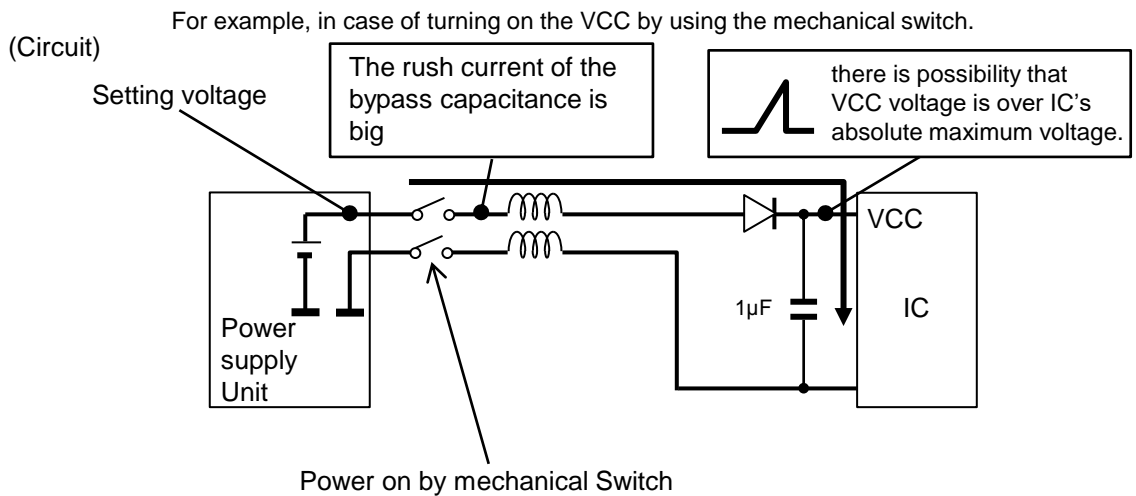 For example, in case of turning on the VCC by using the mechanical switch.
(Circuit)
Setting voltage
The rush current of the
bypass capacitance is
big
there is possibility that
VCC voltage is over IC's
absolute maximum voltage.
VCC
1µF
IC
Power
supply
Unit
Power on by mechanical Switch